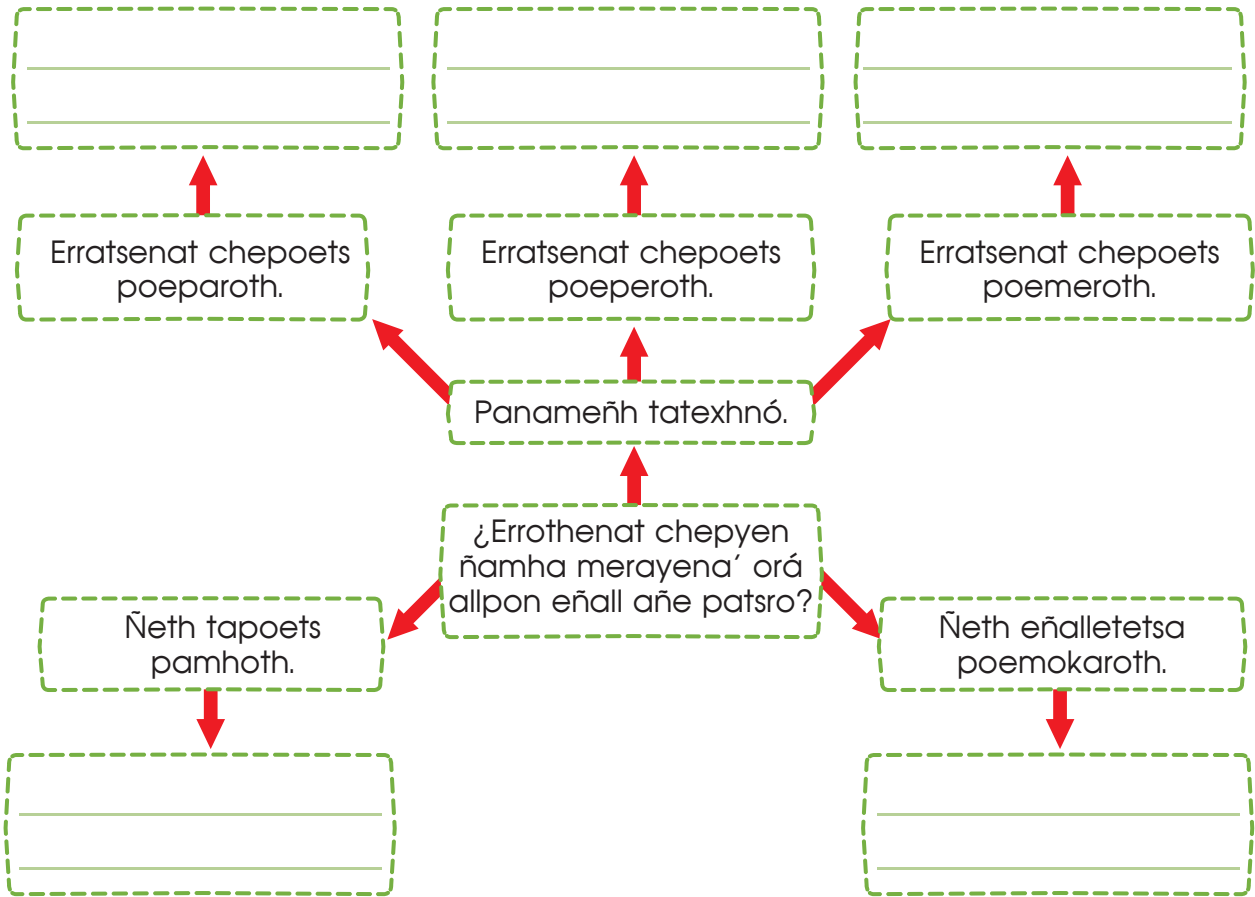 Erratsenat chepoets
poeparoth.
Erratsenat chepoets
poeperoth.
Erratsenat chepoets
poemeroth.
Panameñh tatexhnó.
¿Errothenat chepyen
ñamha merayena´ orá
allpon eñall añe patsro?
Ñeth tapoets
pamhoth.
Ñeth eñalletetsa
poemokaroth.